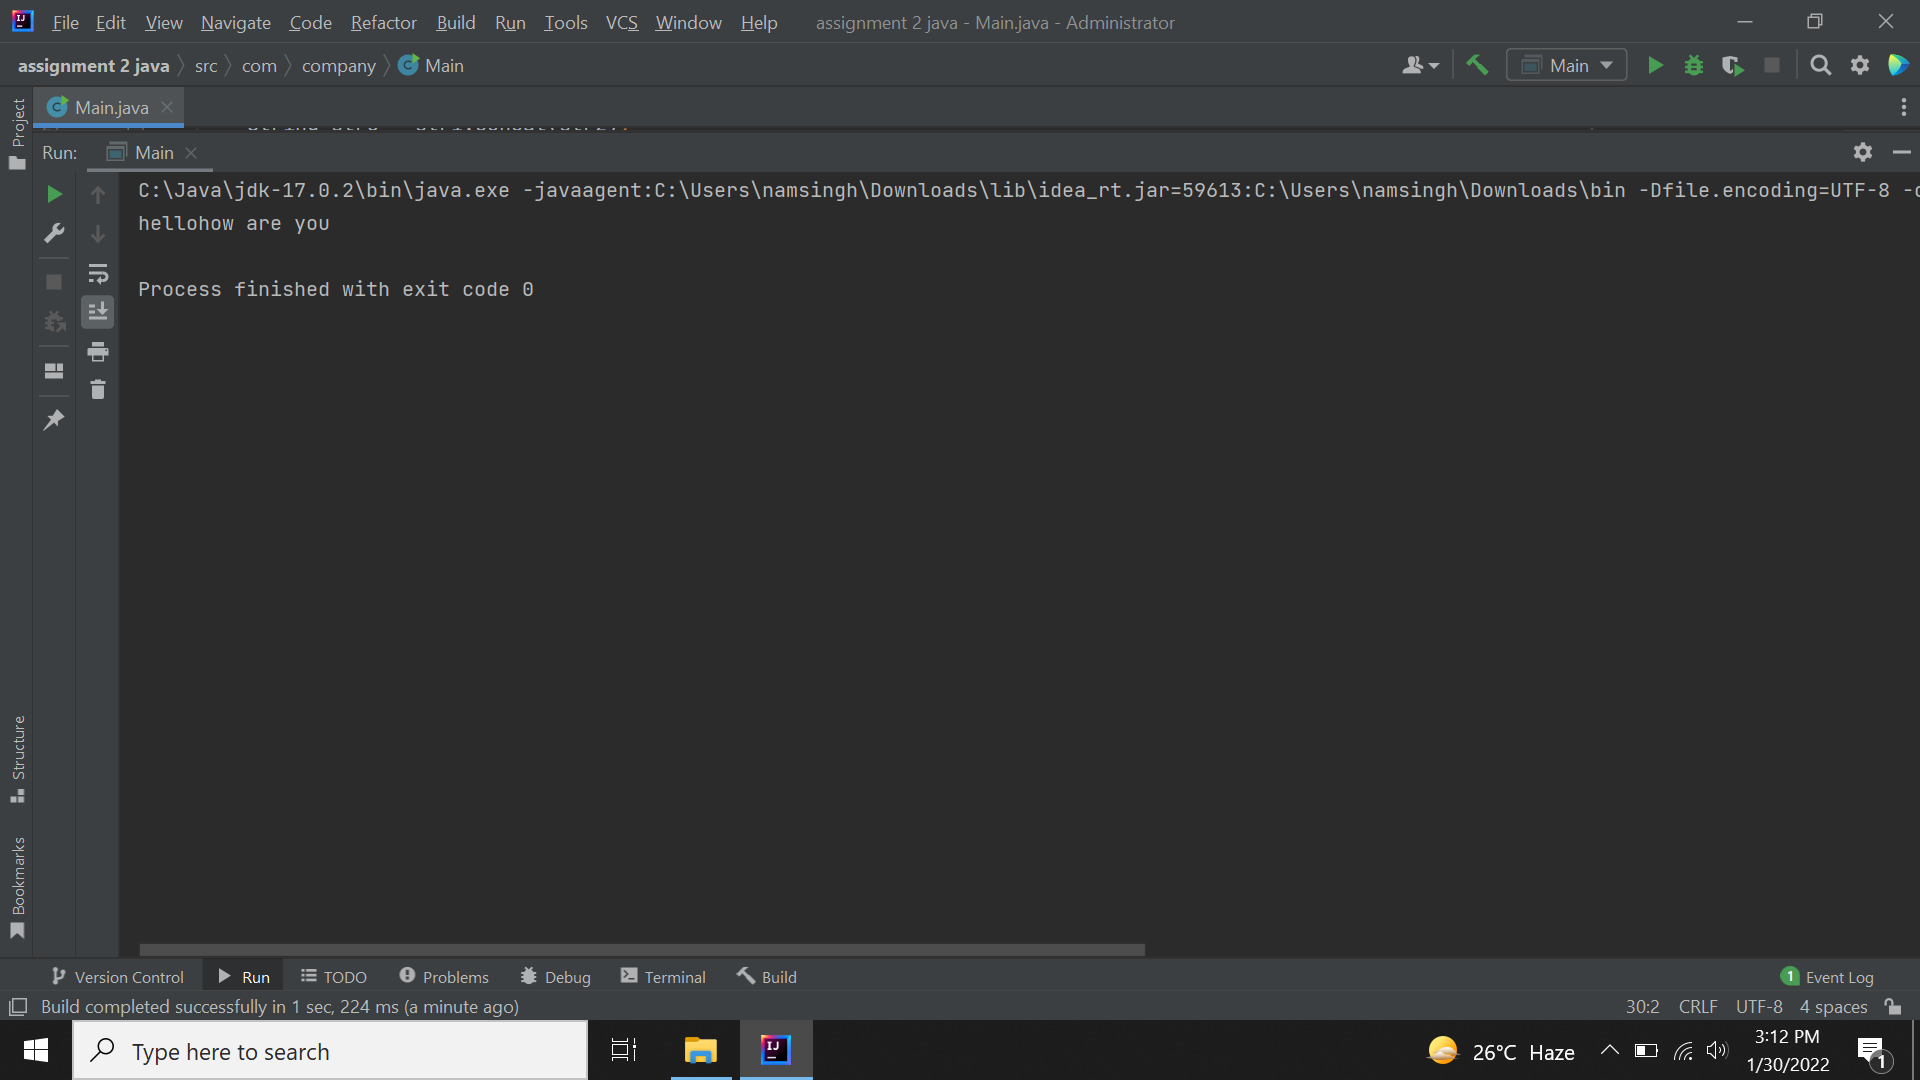 File Edit View Navigate Code Refactor Build Run Tools VCS Window Help assignment 2 java - Main.java - Administrator
assignment 2 java src com company Main Main
Project
Main.java
Run: Main
C:\Java\jdk-17.0.2\bin\java.exe -javaagent:C:\Users\namsingh\Downloads\lib\idea_rt.jar=59613:C:\Users\namsingh\Downloads\bin -Dfile.encoding=UTF-8
hellohow are you
Process finished with exit code 0
Structure
Bookmarks
Version Control Run TODO Problems Debug Terminal Build 1 Event Log
Build completed successfully in 1 sec, 224 ms (a minute ago) 30:2 CRLF UTF-8 4 spaces
Type here to search 26°C Haze 3:12 PM
1/30/2022 1